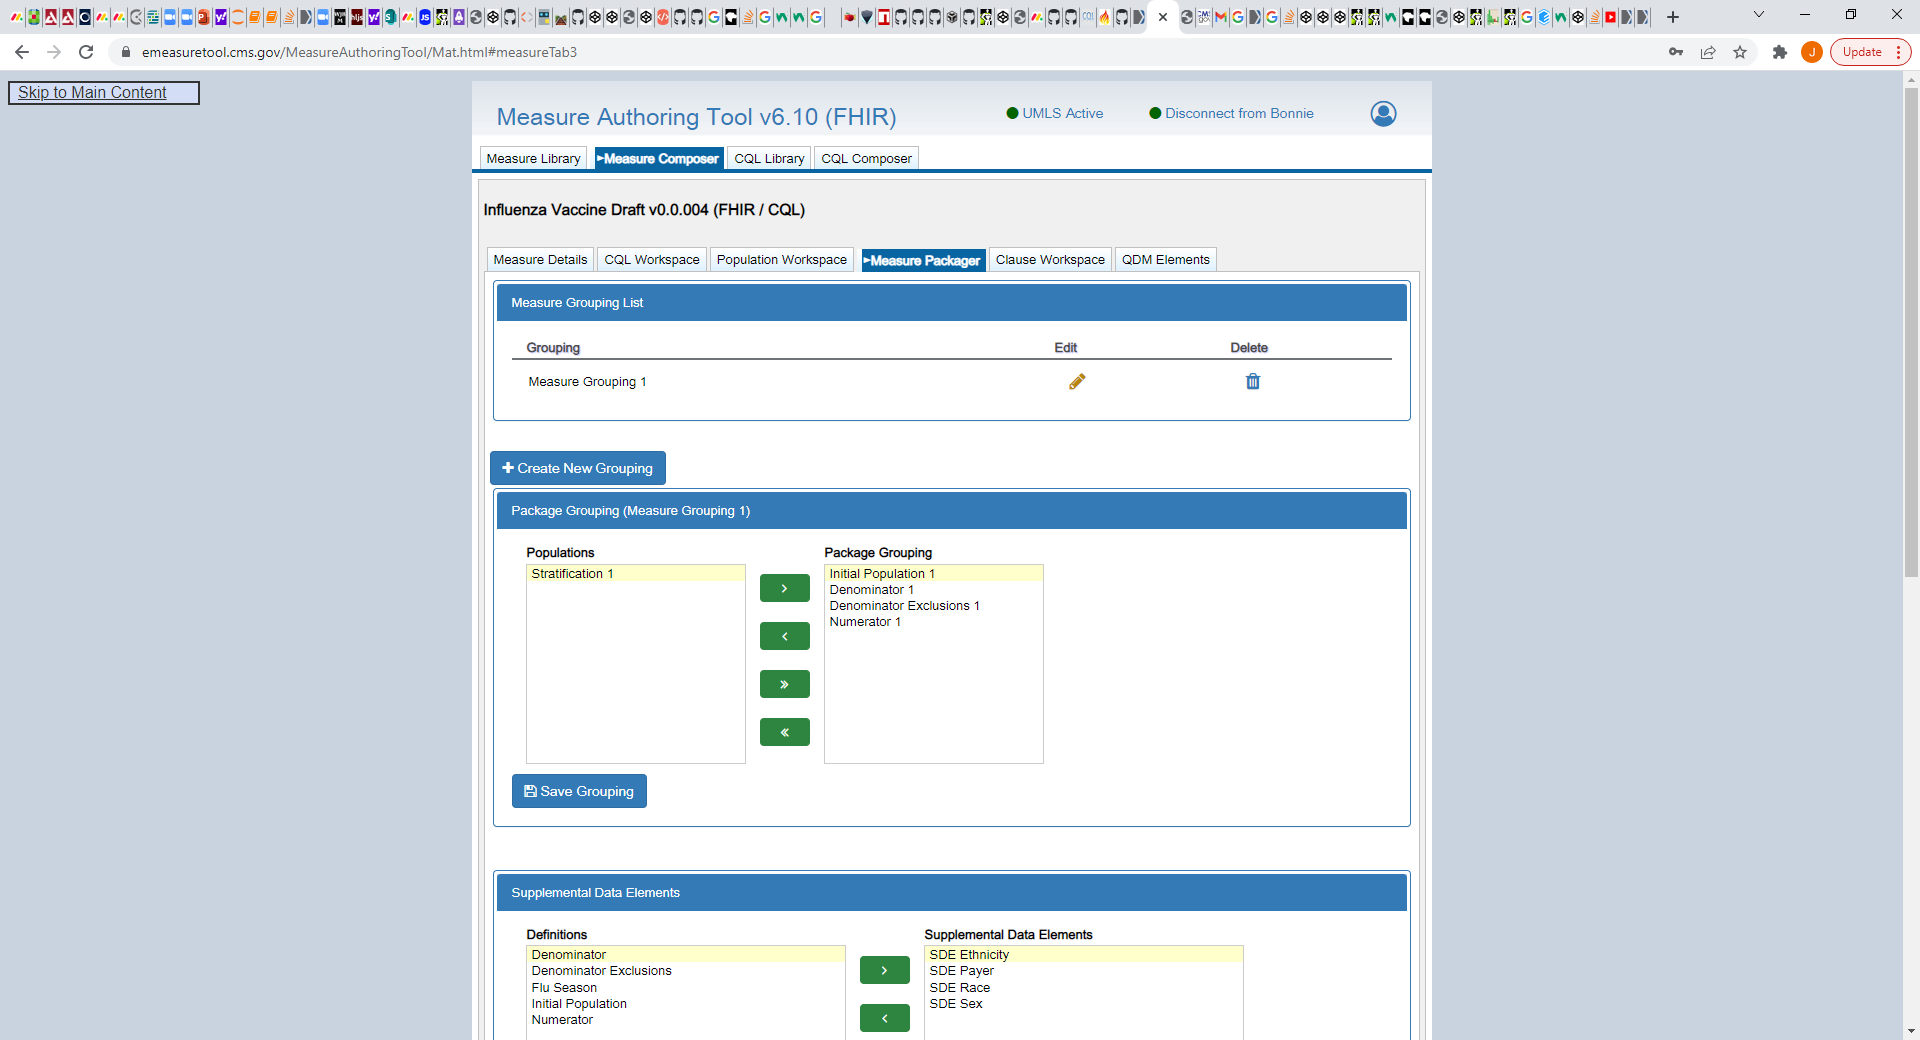 emeasuretool.cms.gov/MeasureAuthoringTool/Mat.html#measureTab3
J
Update
Skip to Main Content
Measure Authoring Tool v6.10 (FHIR)
UMLS Active
Disconnect from Bonnie
Measure Library
Measure Composer
CQL Library
CQL Composer
Influenza Vaccine Draft v0.0.004 (FHIR / CQL)
Measure Details
CQL Workspace
Population Workspace
Measure Packager
Clause Workspace
QDM Elements
Measure Grouping List
Grouping
Edit
Delete
Measure Grouping 1
Create New Grouping
Package Grouping (Measure Grouping 1)
Populations
Package Grouping
Stratification 1
Initial Population 1
Denominator 1
Denominator Exclusions 1
Numerator 1
Save Grouping
Supplemental Data Elements
Definitions
Supplemental Data Elements
Denominator
SDE Ethnicity
Denominator Exclusions
SDE Payer
Flu Season
SDE Race
Initial Population
SDE Sex
Numerator